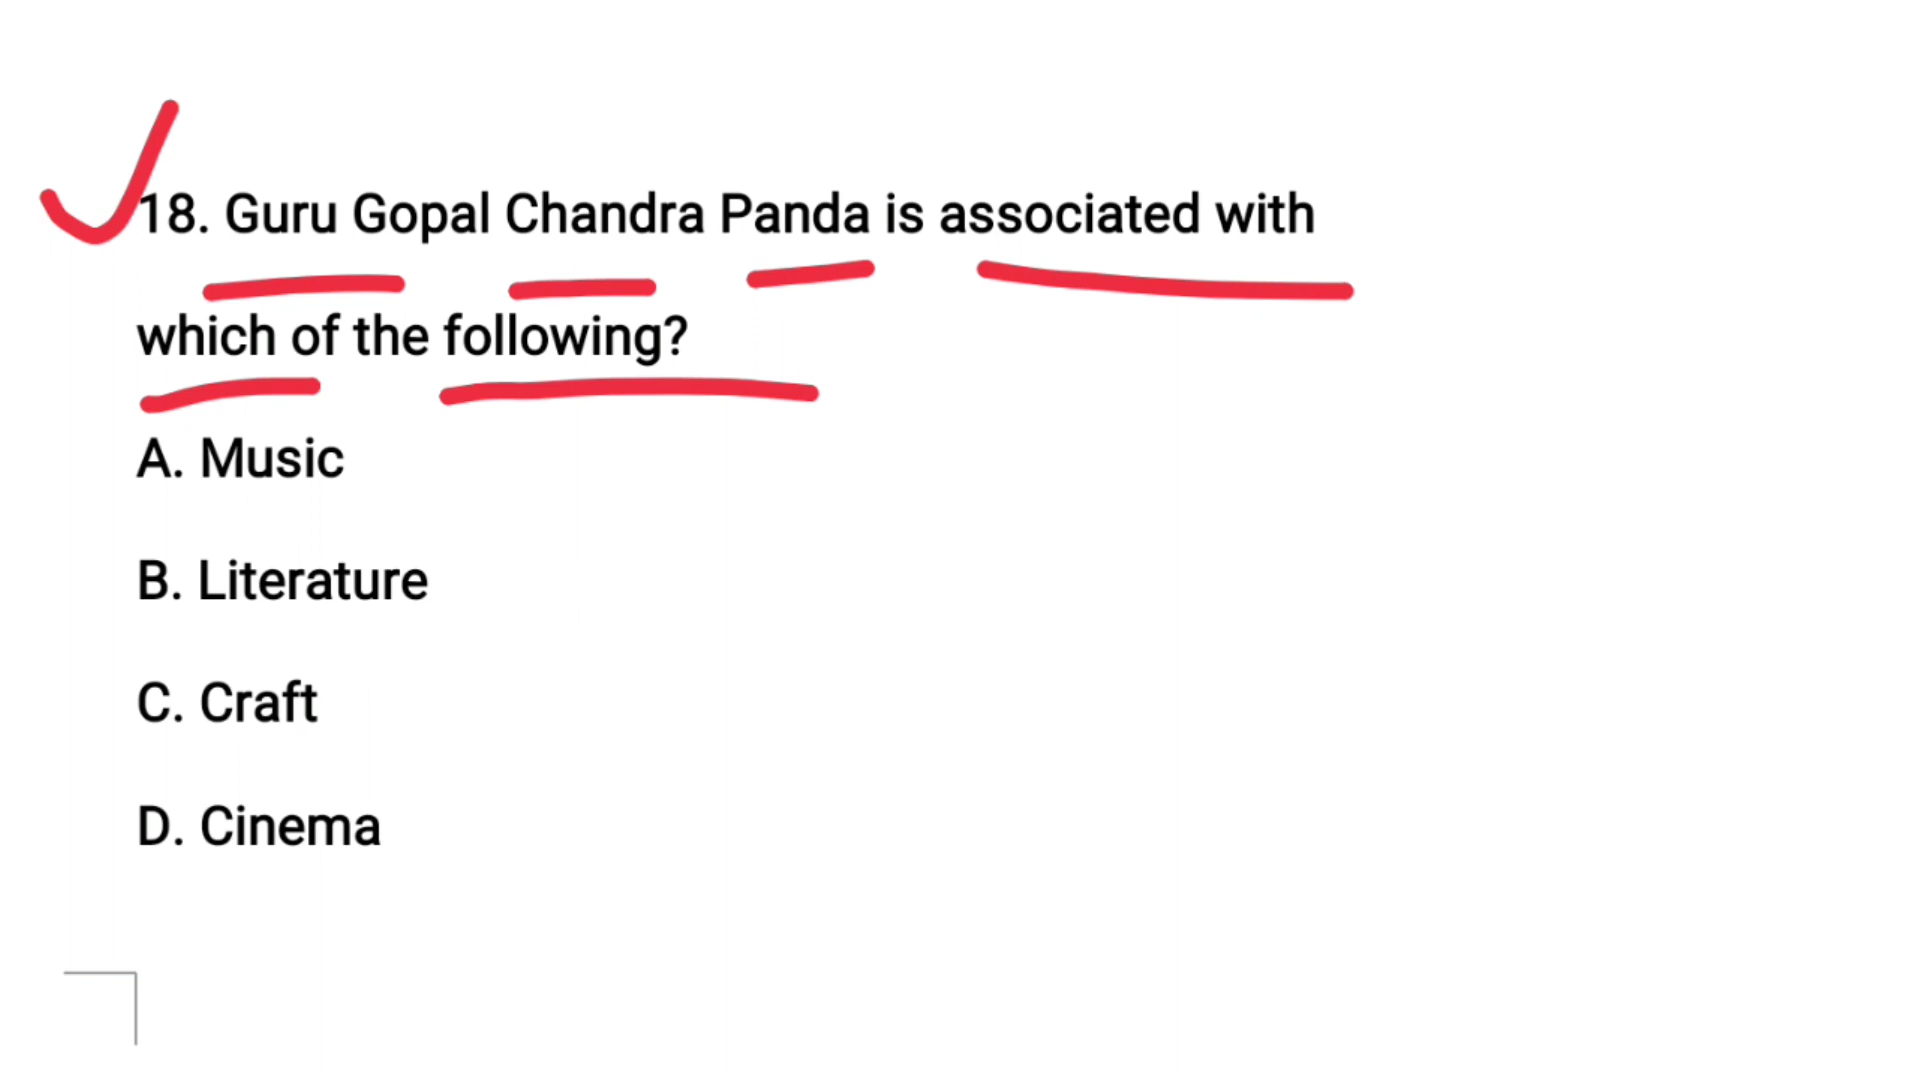 18. Guru Gopal Chandra Panda is associated with
which of the following?
A. Music
B. Literature
C. Craft
D. Cinema